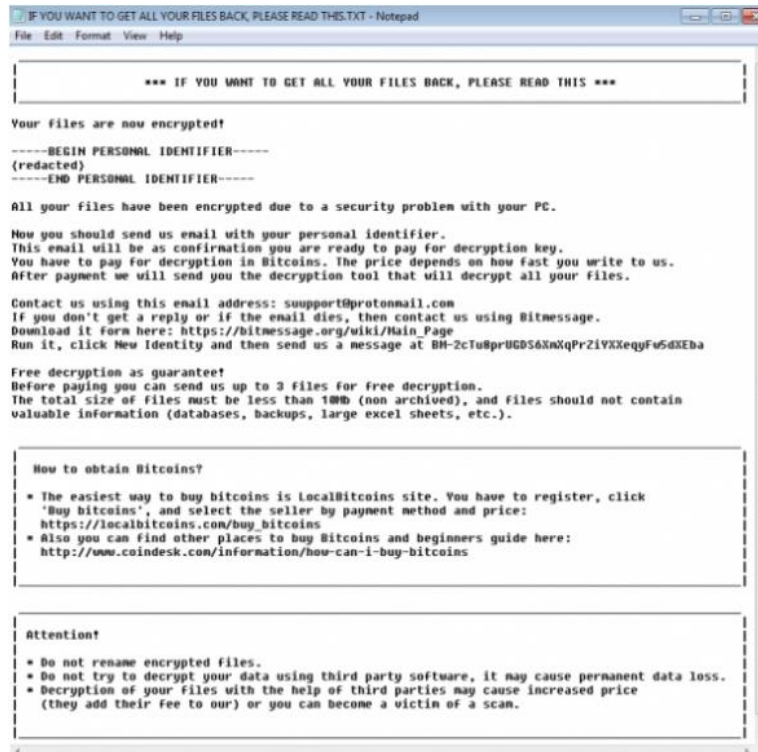 IF YOU WANT TO GET ALL YOUR FILES BACK, PLEASE READ THIS.TXT - Notepad
File Edit Format View Help
*** IF YOU WANT TO GET ALL YOUR FILES BACK, PLEASE READ THIS ***
Your files are now encrypted!
-----BEGIN PERSONAL IDENTIFIER-----
{redacted}
-----END PERSONAL IDENTIFIER-----
All your files have been encrypted due to a security problem with your PC.
Now you should send us email with your personal identifier.
This email will be as confirmation you are ready to pay for decryption key.
You have to pay for decryption in Bitcoins. The price depends on how fast you write to us.
After payment we will send you the decryption tool that will decrypt all your files.
Contact us using this email address: suupport@protonmail.com
If you don't get a reply or if the email dies, then contact us using Bitmessage.
Download it form here: https://bitmessage.org/wiki/Main_Page
Run it, click New Identity and then send us a message at BM-2cTu8prUGDS6XmXqPrZiYXXeqyFw5dXEba
Free decryption as guarantee!
Before paying you can send us up to 3 files for free decryption.
The total size of files must be less than 10Mb (non archived), and files should not contain
valuable information (databases, backups, large excel sheets, etc.).
How to obtain Bitcoins?
* The easiest way to buy bitcoins is LocalBitcoins site. You have to register, click
'Buy bitcoins', and select the seller by payment method and price:
https://localbitcoins.com/buy_bitcoins
* Also you can find other places to buy Bitcoins and beginners guide here:
http://www.coindesk.com/information/how-can-i-buy-bitcoins
Attention!
* Do not rename encrypted files.
* Do not try to decrypt your data using third party software, it may cause permanent data loss.
* Decryption of your files with the help of third parties may cause increased price
(they add their fee to our) or you can become a victim of a scam.